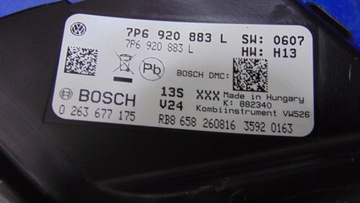 7P6 920 883 L SW: 0607
7P6 920 883 L HW: H13
Pb
BOSCH DMC:
BOSCH 13S XXX Made in Hungary
V24 K: 882340
Kombiinstrument VW526
0 263 677 175 RB8 658 260816 3592 0163